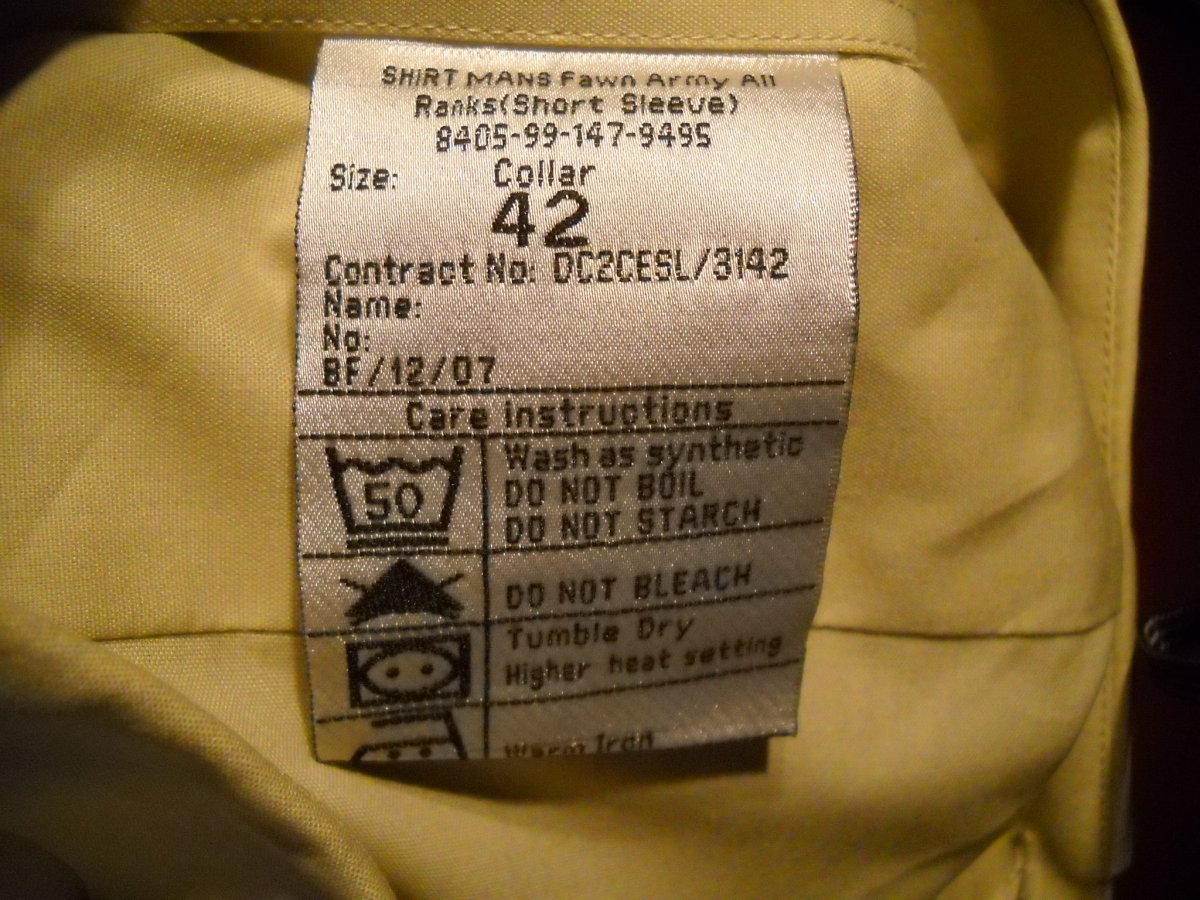 SHIRT MANS Fawn Army All
Ranks(Short Sleeve)
8405-99-147-9495
Size: Collar
42
Contract No: DC2CESL/3142
Name:
No:
BF/12/07
Care instructions
50
Wash as synthetic
DO NOT BOIL
DO NOT STARCH
DO NOT BLEACH
Tumble Dry
Higher heat setting
Warm Iron